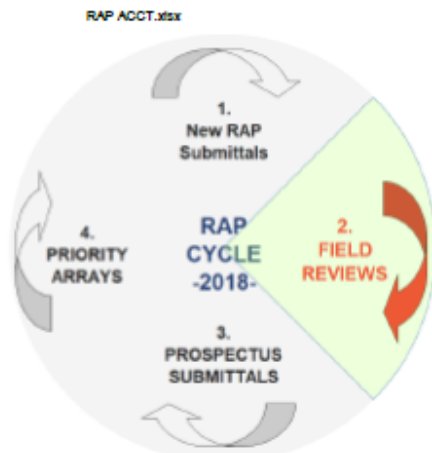 RAP ACCT.xlsx
1.
New RAP
Submittals
2.
FIELD
REVIEWS
RAP
CYCLE
-2018-
4.
PRIORITY
ARRAYS
3.
PROSPECTUS
SUBMITTALS